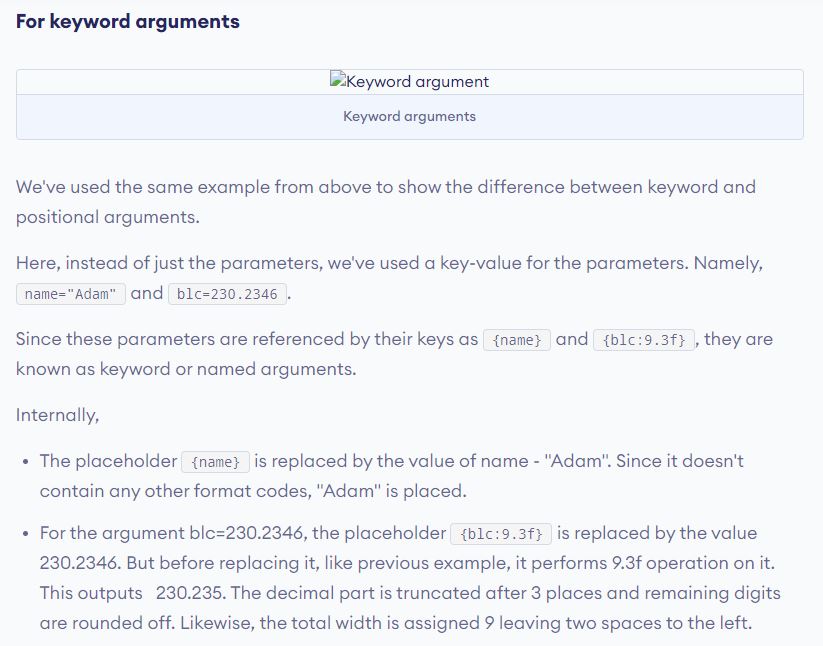 For keyword arguments
Keyword argument
Keyword arguments
We've used the same example from above to show the difference between keyword and
positional arguments.
Here, instead of just the parameters, we've used a key-value for the parameters. Namely,
name="Adam" and blc=230.2346 .
Since these parameters are referenced by their keys as {name} and {blc:9.3f} , they are
known as keyword or named arguments.
Internally,
• The placeholder {name} is replaced by the value of name - "Adam". Since it doesn't
contain any other format codes, "Adam" is placed.
• For the argument blc=230.2346, the placeholder {blc:9.3f} is replaced by the value
230.2346. But before replacing it, like previous example, it performs 9.3f operation on it.
This outputs   230.235. The decimal part is truncated after 3 places and remaining digits
are rounded off. Likewise, the total width is assigned 9 leaving two spaces to the left.